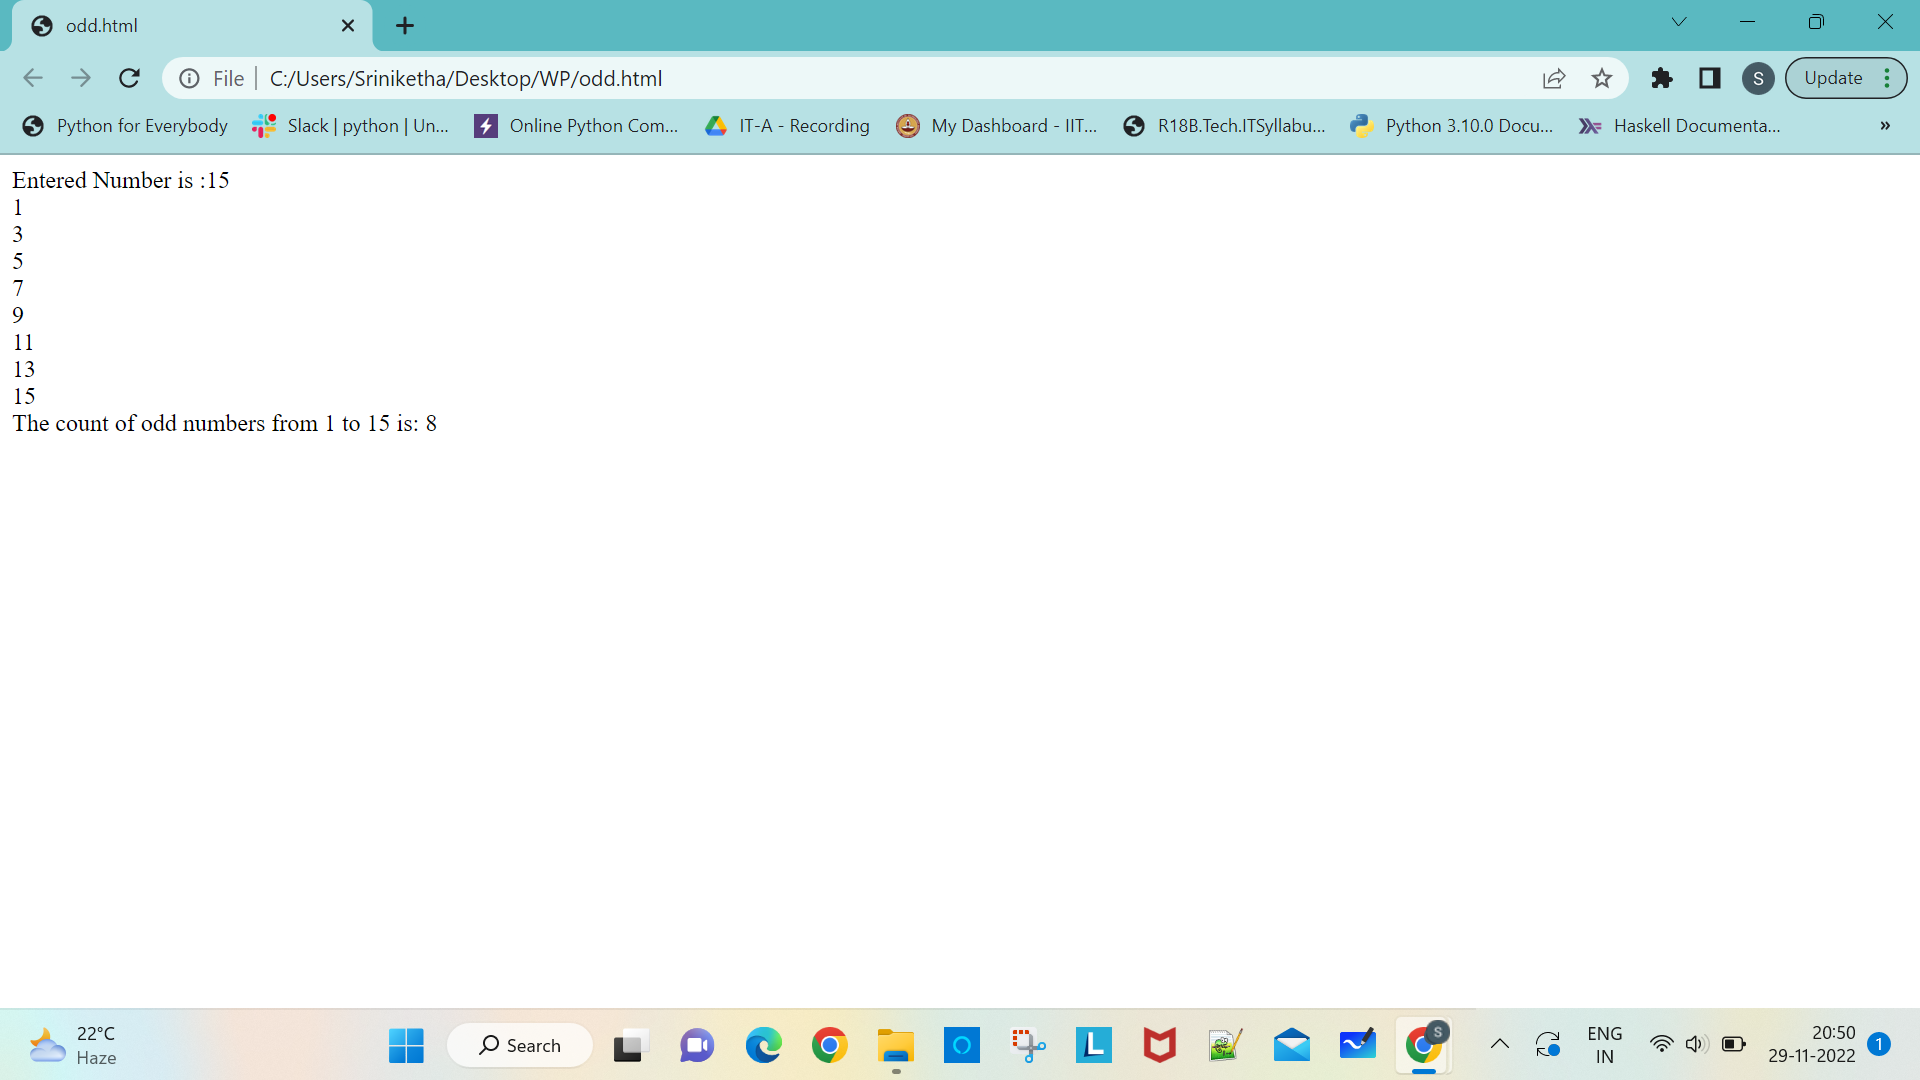 odd.html
File C:/Users/Sriniketha/Desktop/WP/odd.html S Update
Python for Everybody Slack | python | Un... Online Python Com... IT-A - Recording My Dashboard - IIT... R18B.Tech.ITSyllabu... Python 3.10.0 Docu... Haskell Documenta... »
Entered Number is :15
1
3
5
7
9
11
13
15
The count of odd numbers from 1 to 15 is: 8
22°C
Haze
Search
L
S
ENG
IN
20:50
29-11-2022
1